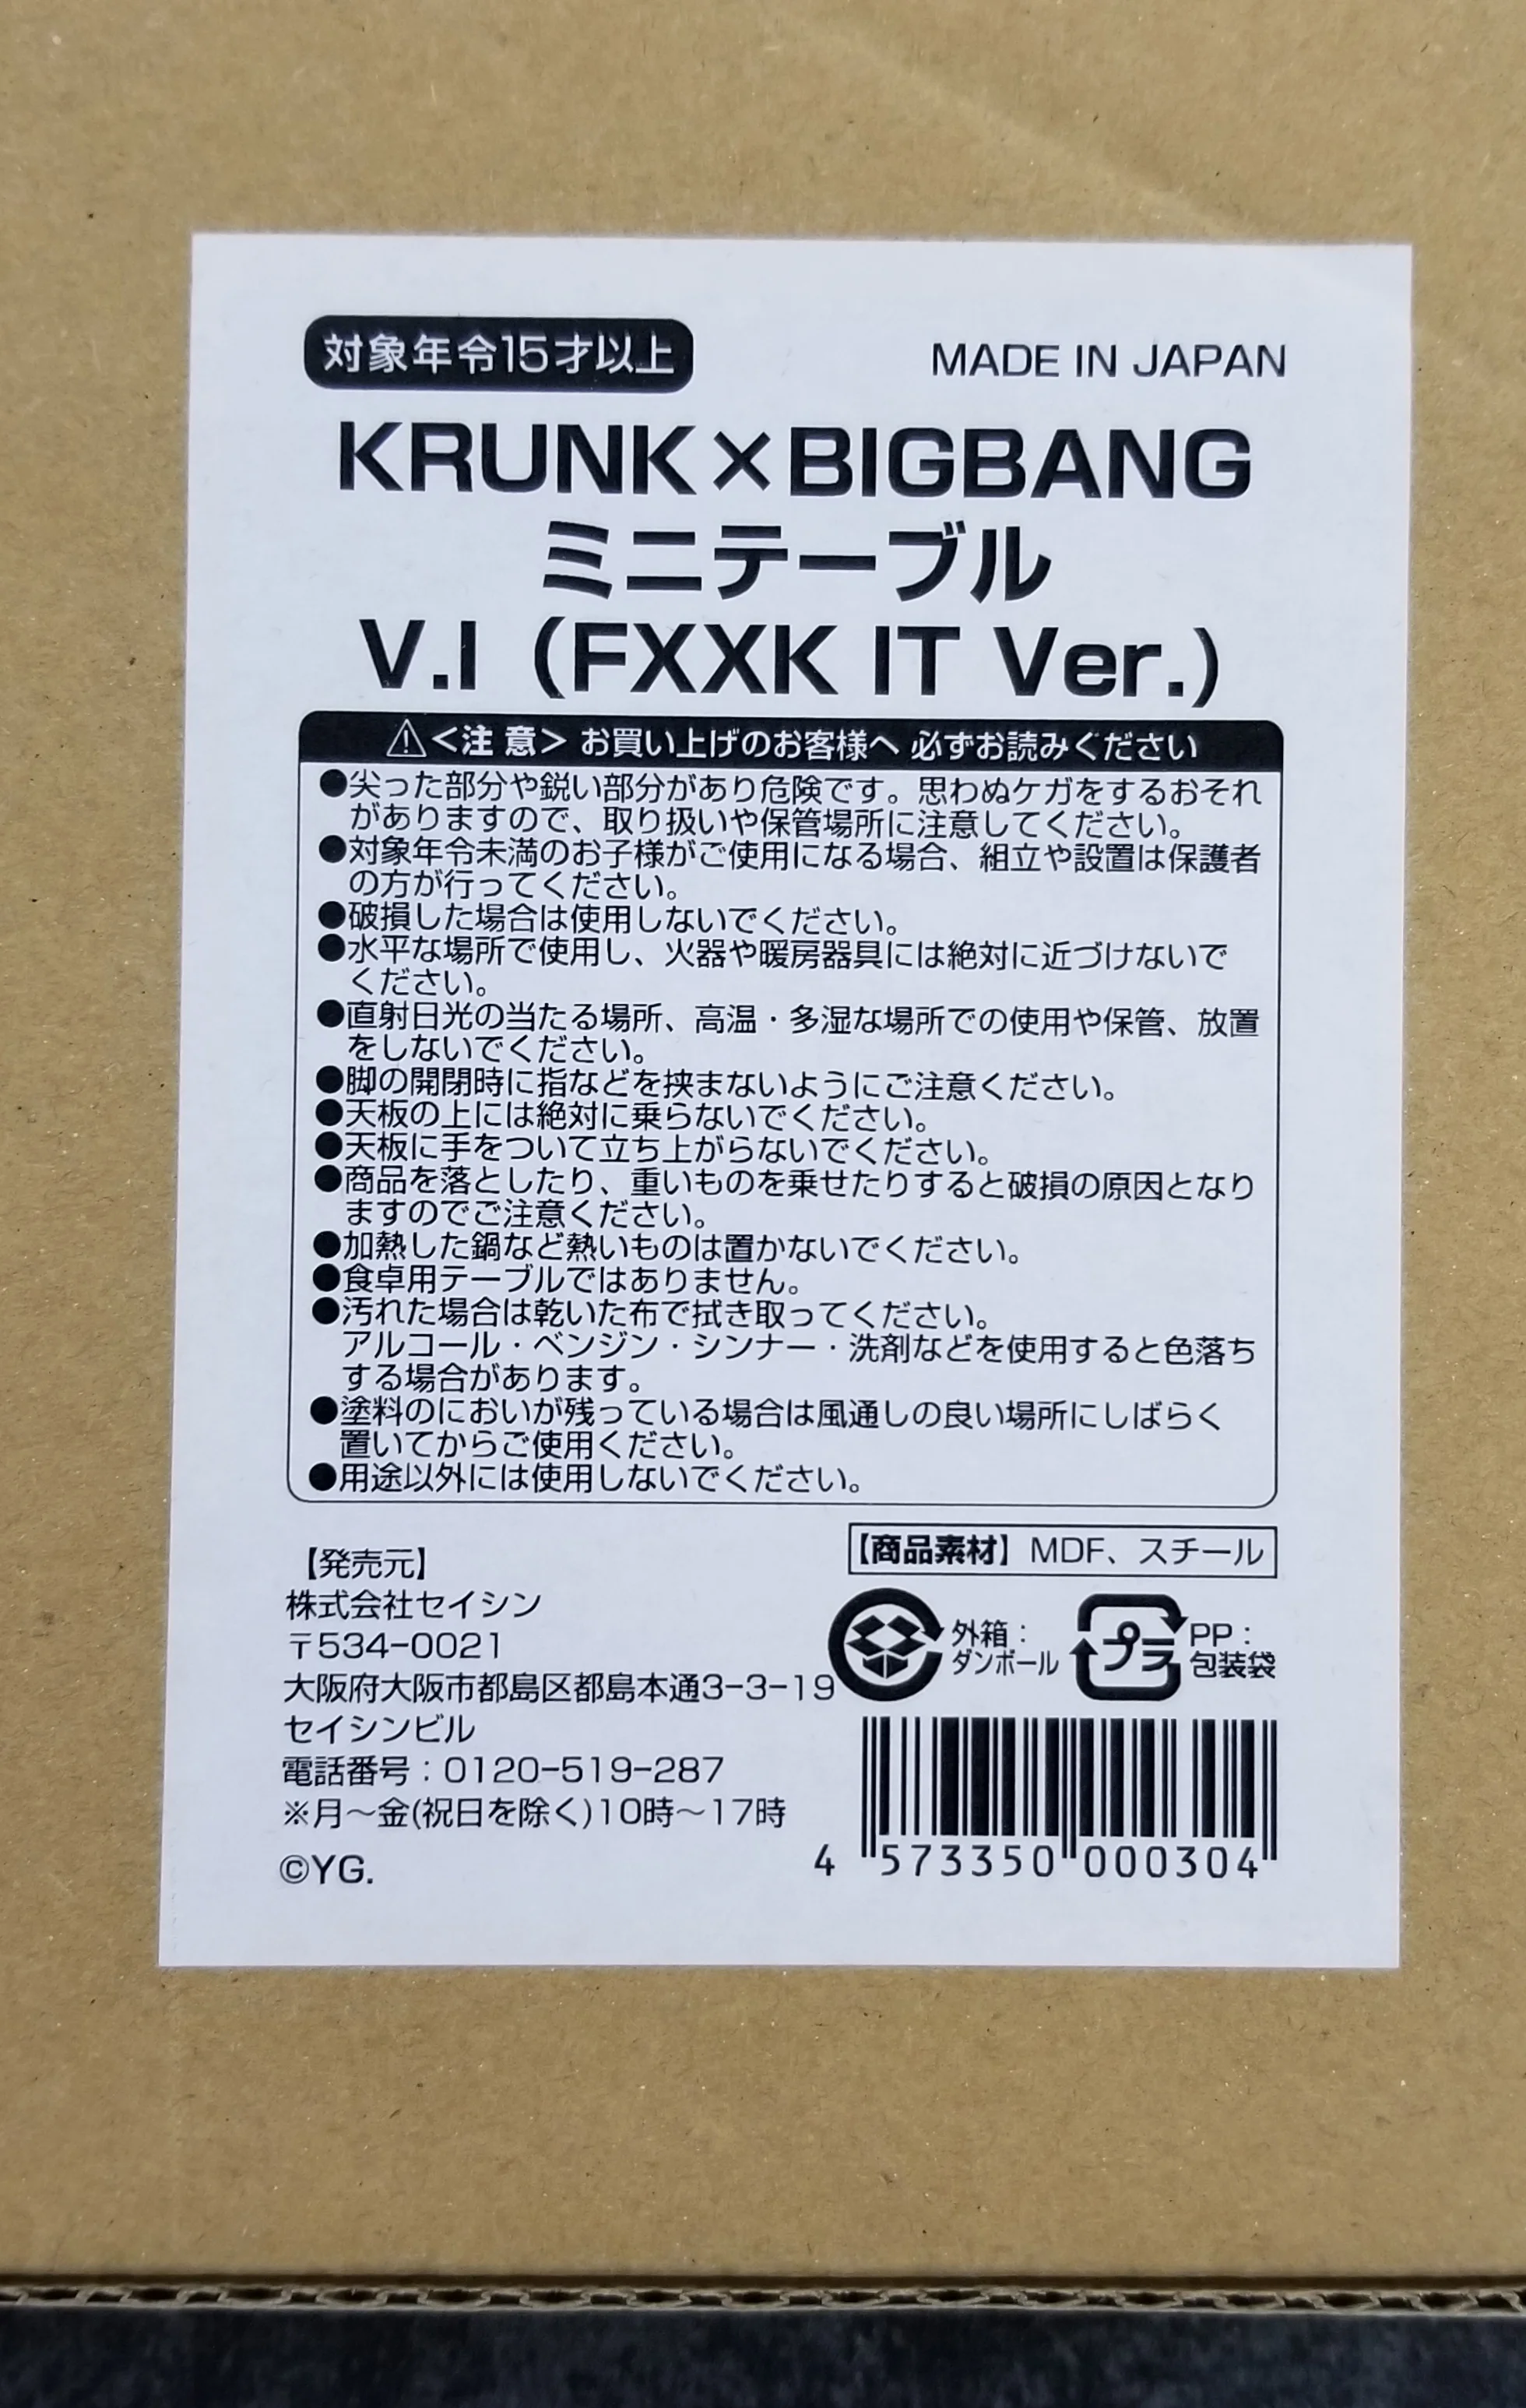 対象年令15才以上
MADE IN JAPAN
KRUNK×BIGBANG
ミニテーブル
V.I（FXXK IT Ver.）
⚠<注 意> お買い上げのお客様へ 必ずお読みください
●尖った部分や鋭い部分があり危険です。思わぬケガをするおそれ
がありますので、取り扱いや保管場所に注意してください。
●対象年令未満のお子様がご使用になる場合、組立や設置は保護者
の方が行ってください。
●破損した場合は使用しないでください。
●水平な場所で使用し、火器や暖房器具には絶対に近づけないで
ください。
●直射日光の当たる場所、高温・多湿な場所での使用や保管、放置
をしないでください。
●脚の開閉時に指などを挟まないようにご注意ください。
●天板の上には絶対に乗らないでください。
●天板に手をついて立ち上がらないでください。
●商品を落としたり、重いものを乗せたりすると破損の原因となり
ますのでご注意ください。
●加熱した鍋など熱いものは置かないでください。
●食卓用テーブルではありません。
●汚れた場合は乾いた布で拭き取ってください。
アルコール・ベンジン・シンナー・洗剤などを使用すると色落ち
する場合があります。
●塗料のにおいが残っている場合は風通しの良い場所にしばらく
置いてからご使用ください。
●用途以外には使用しないでください。
【商品素材】MDF、スチール
【発売元】
株式会社セイシン
〒534-0021
大阪府大阪市都島区都島本通3-3-19
セイシンビル
電話番号：0120-519-287
※月～金(祝日を除く)10時～17時
©YG.
外箱：
ダンボール
プラ
PP：
包装袋
4 573350 000304